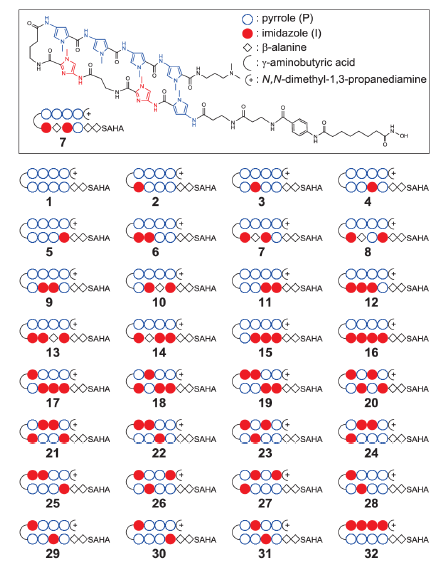 : pyrrole (P)
: imidazole (I)
: β-alanine
: γ-aminobutyric acid
: N,N-dimethyl-1,3-propanediamine
SAHA
7
SAHA SAHA SAHA SAHA
1 2 3 4
SAHA SAHA SAHA SAHA
5 6 7 8
SAHA SAHA SAHA SAHA
9 10 11 12
SAHA SAHA SAHA SAHA
13 14 15 16
SAHA SAHA SAHA SAHA
17 18 19 20
SAHA SAHA SAHA SAHA
21 22 23 24
SAHA SAHA SAHA SAHA
25 26 27 28
SAHA SAHA SAHA SAHA
29 30 31 32